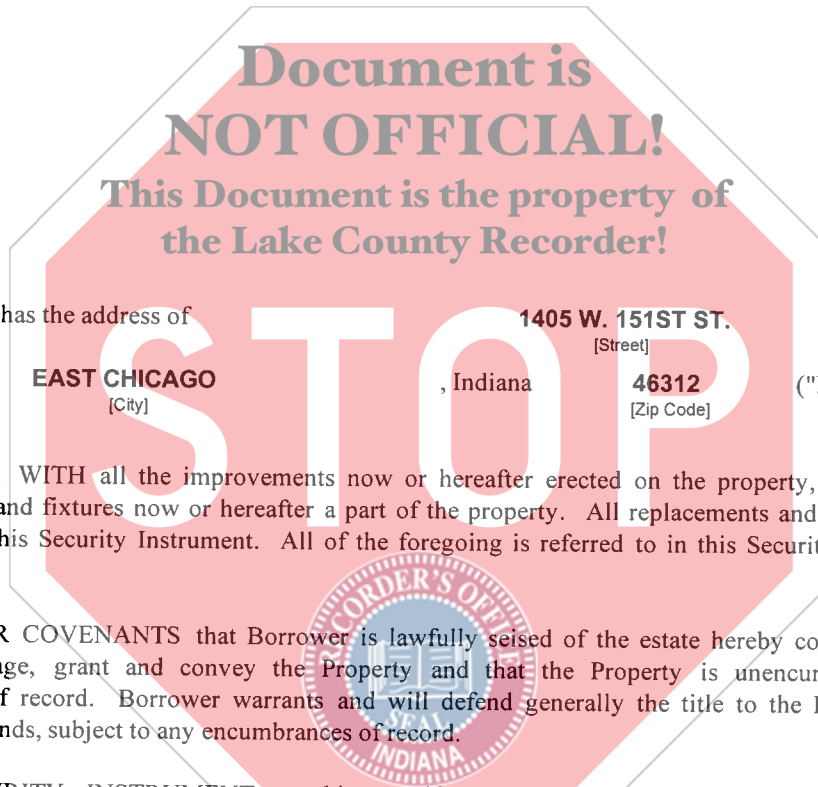 Document is
NOT OFFICIAL!
This Document is the property of
the Lake County Recorder!
STOP
has the address of 1405 W. 151ST ST.
[Street]
EAST CHICAGO , Indiana 46312 ("
[City] [Zip Code]
WITH all the improvements now or hereafter erected on the property,
and fixtures now or hereafter a part of the property. All replacements and
his Security Instrument. All of the foregoing is referred to in this Securit
RECORDER'S OFFICE
R COVENANTS that Borrower is lawfully seised of the estate hereby co
age, grant and convey the Property and that the Property is unencum
f record. Borrower warrants and will defend generally the title to the
nds, subject to any encumbrances of record.
SEAL
INDIANA